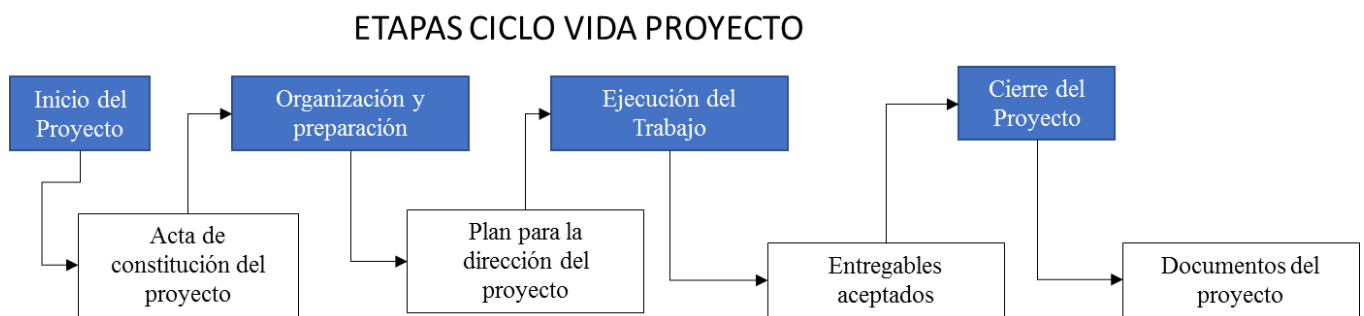 ETAPAS CICLO VIDA PROYECTO
Inicio del
Proyecto
Organización y
preparación
Ejecución del
Trabajo
Cierre del
Proyecto
Acta de
constitución del
proyecto
Plan para la
dirección del
proyecto
Entregables
aceptados
Documentos del
proyecto